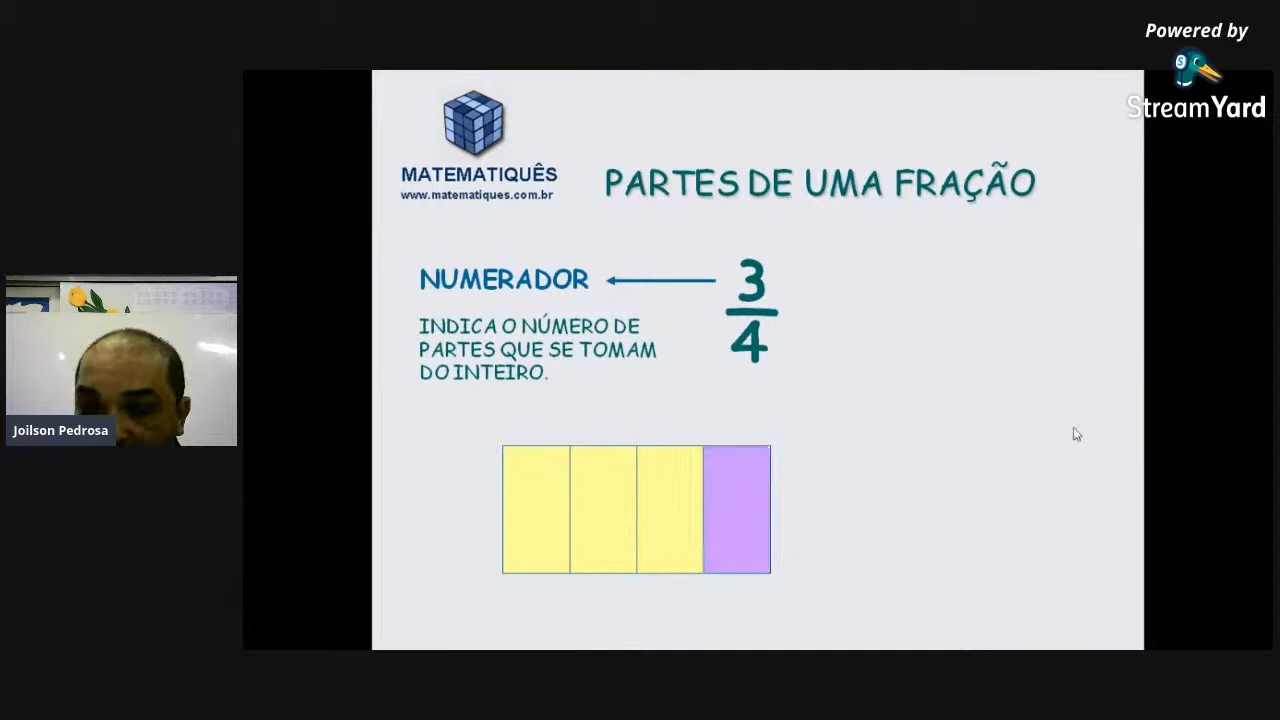 Powered by
StreamYard
MATEMATIQUÊS
www.matematiques.com.br
PARTES DE UMA FRAÇÃO
NUMERADOR
3
4
INDICA O NÚMERO DE
PARTES QUE SE TOMAM
DO INTEIRO.
Joilson Pedrosa